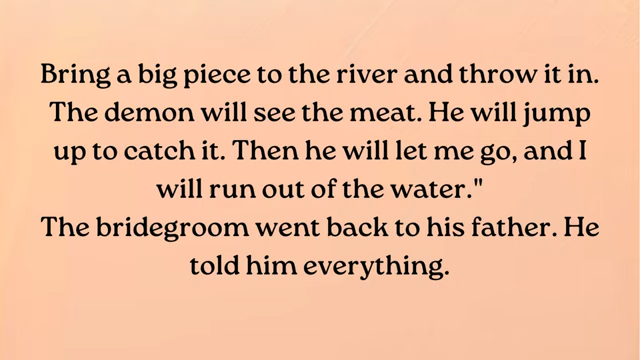 Bring a big piece to the river and throw it in.
The demon will see the meat. He will jump
up to catch it. Then he will let me go, and I
will run out of the water."
The bridegroom went back to his father. He
told him everything.